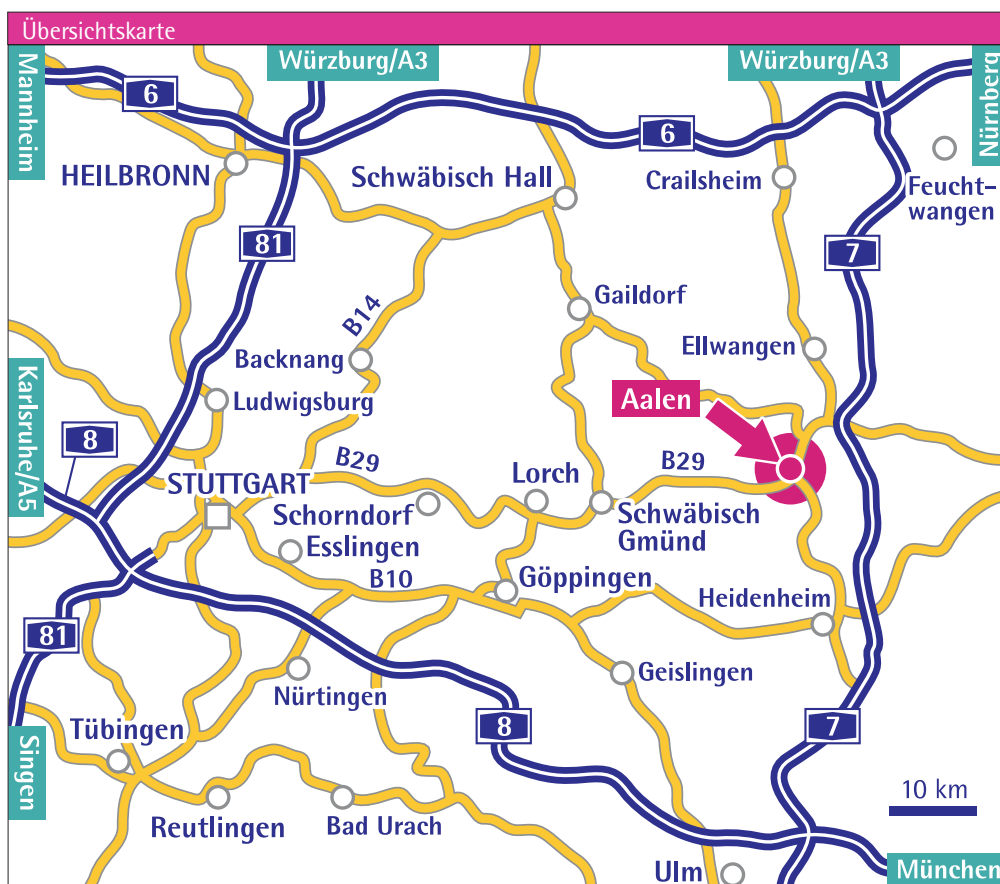 Übersichtskarte
Mannheim
Würzburg/A3
Würzburg/A3
Nürnberg
6
6
HEILBRONN
Schwäbisch Hall
Crailsheim
Feucht-
wangen
81
7
B14
Gaildorf
Ellwangen
Backnang
Karlsruhe/A5
8
Ludwigsburg
Aalen
B29
B29
STUTTGART
Lorch
Schorndorf
Schwäbisch
Gmünd
Esslingen
B10
Göppingen
Heidenheim
81
Nürtingen
Geislingen
Tübingen
8
7
Singen
10 km
Reutlingen
Bad Urach
Ulm
München